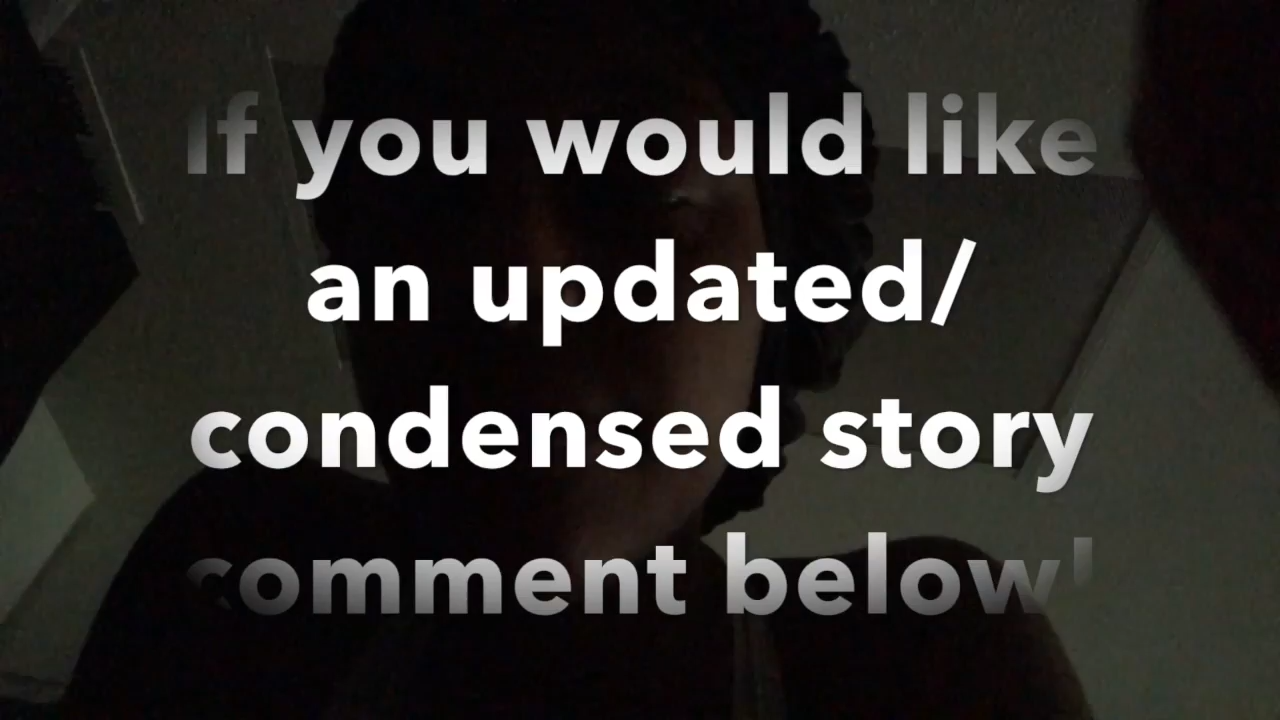 If you would like
an updated/
condensed story
comment below!